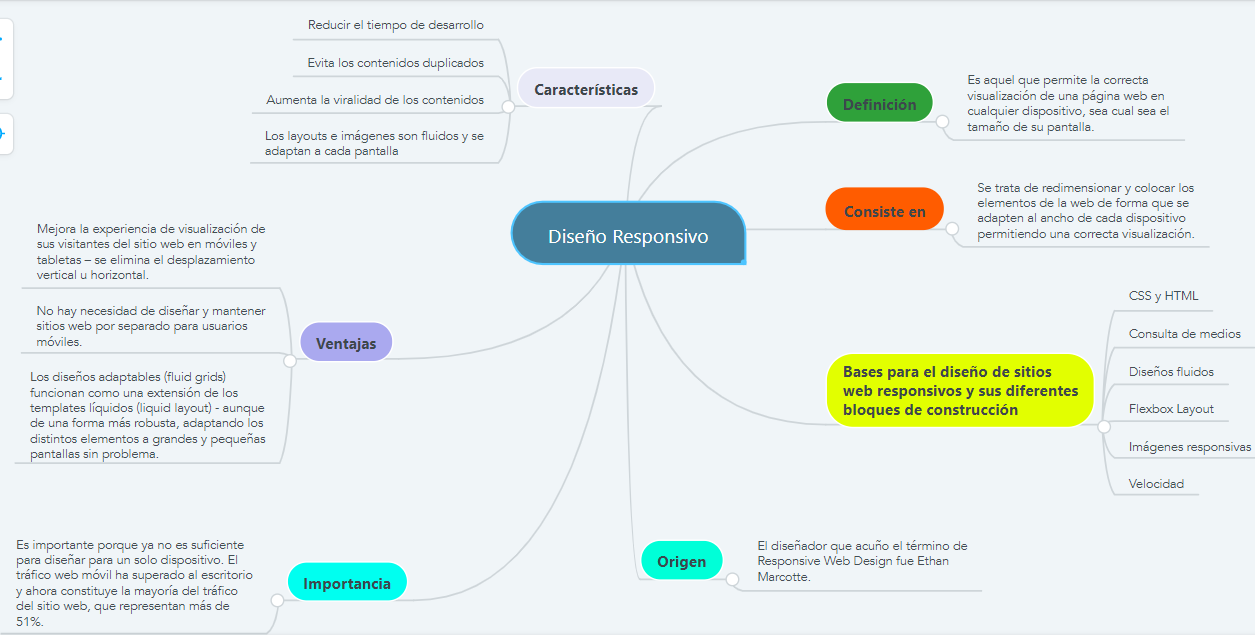 Diseño Responsivo
Características
Reducir el tiempo de desarrollo
Evita los contenidos duplicados
Aumenta la viralidad de los contenidos
Los layouts e imágenes son fluidos y se
adaptan a cada pantalla
Definición
Es aquel que permite la correcta
visualización de una página web en
cualquier dispositivo, sea cual sea el
tamaño de su pantalla.
Consiste en
Se trata de redimensionar y colocar los
elementos de la web de forma que se
adapten al ancho de cada dispositivo
permitiendo una correcta visualización.
Bases para el diseño de sitios
web responsivos y sus diferentes
bloques de construcción
CSS y HTML
Consulta de medios
Diseños fluidos
Flexbox Layout
Imágenes responsivas
Velocidad
Origen
El diseñador que acuño el término de
Responsive Web Design fue Ethan
Marcotte.
Ventajas
Mejora la experiencia de visualización de
sus visitantes del sitio web en móviles y
tabletas – se elimina el desplazamiento
vertical u horizontal.
No hay necesidad de diseñar y mantener
sitios web por separado para usuarios
móviles.
Los diseños adaptables (fluid grids)
funcionan como una extensión de los
templates líquidos (liquid layout) - aunque
de una forma más robusta, adaptando los
distintos elementos a grandes y pequeñas
pantallas sin problema.
Importancia
Es importante porque ya no es suficiente
para diseñar para un solo dispositivo. El
tráfico web móvil ha superado al escritorio
y ahora constituye la mayoría del tráfico
del sitio web, que representan más de
51%.